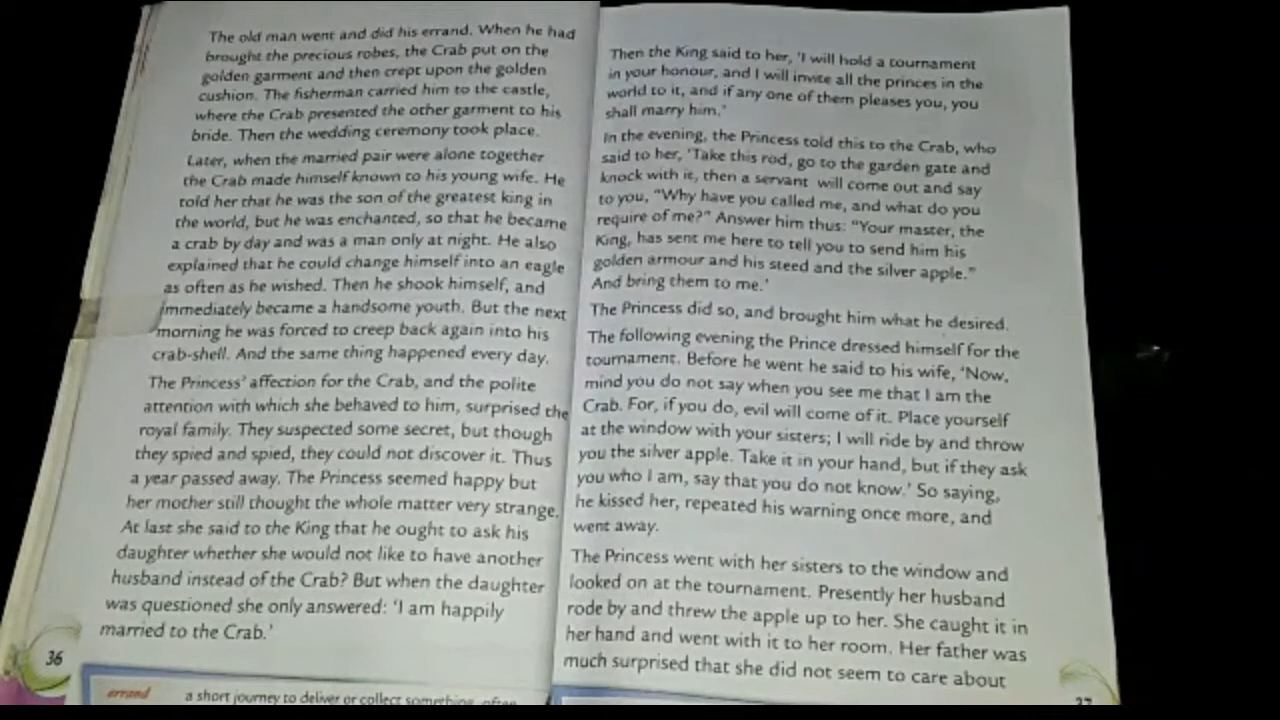 The old man went and did his errand. When he had
brought the precious robes, the Crab put on the
golden garment and then crept upon the golden
cushion. The fisherman carried him to the castle,
where the Crab presented the other garment to his
bride. Then the wedding ceremony took place.
Later, when the married pair were alone together
the Crab made himself known to his young wife. He
told her that he was the son of the greatest king in
the world, but he was enchanted, so that he became
a crab by day and was a man only at night. He also
explained that he could change himself into an eagle
as often as he wished. Then he shook himself, and
immediately became a handsome youth. But the next
morning he was forced to creep back again into his
crab-shell. And the same thing happened every day.
The Princess' affection for the Crab, and the polite
attention with which she behaved to him, surprised the
royal family. They suspected some secret, but though
they spied and spied, they could not discover it. Thus
a year passed away. The Princess seemed happy but
her mother still thought the whole matter very strange.
At last she said to the King that he ought to ask his
daughter whether she would not like to have another
husband instead of the Crab? But when the daughter
was questioned she only answered: 'I am happily
married to the Crab.'
36
errand a short journey to deliver or collect something, often
Then the King said to her, 'I will hold a tournament
in your honour, and I will invite all the princes in the
world to it, and if any one of them pleases you, you
shall marry him.'
In the evening, the Princess told this to the Crab, who
said to her, 'Take this rod, go to the garden gate and
knock with it, then a servant will come out and say
to you, "Why have you called me, and what do you
require of me?" Answer him thus: "Your master, the
King, has sent me here to tell you to send him his
golden armour and his steed and the silver apple."
And bring them to me.'
The Princess did so, and brought him what he desired.
The following evening the Prince dressed himself for the
tournament. Before he went he said to his wife, 'Now,
mind you do not say when you see me that I am the
Crab. For, if you do, evil will come of it. Place yourself
at the window with your sisters; I will ride by and throw
you the silver apple. Take it in your hand, but if they ask
you who I am, say that you do not know.' So saying,
he kissed her, repeated his warning once more, and
went away.
The Princess went with her sisters to the window and
looked on at the tournament. Presently her husband
rode by and threw the apple up to her. She caught it in
her hand and went with it to her room. Her father was
much surprised that she did not seem to care about
37